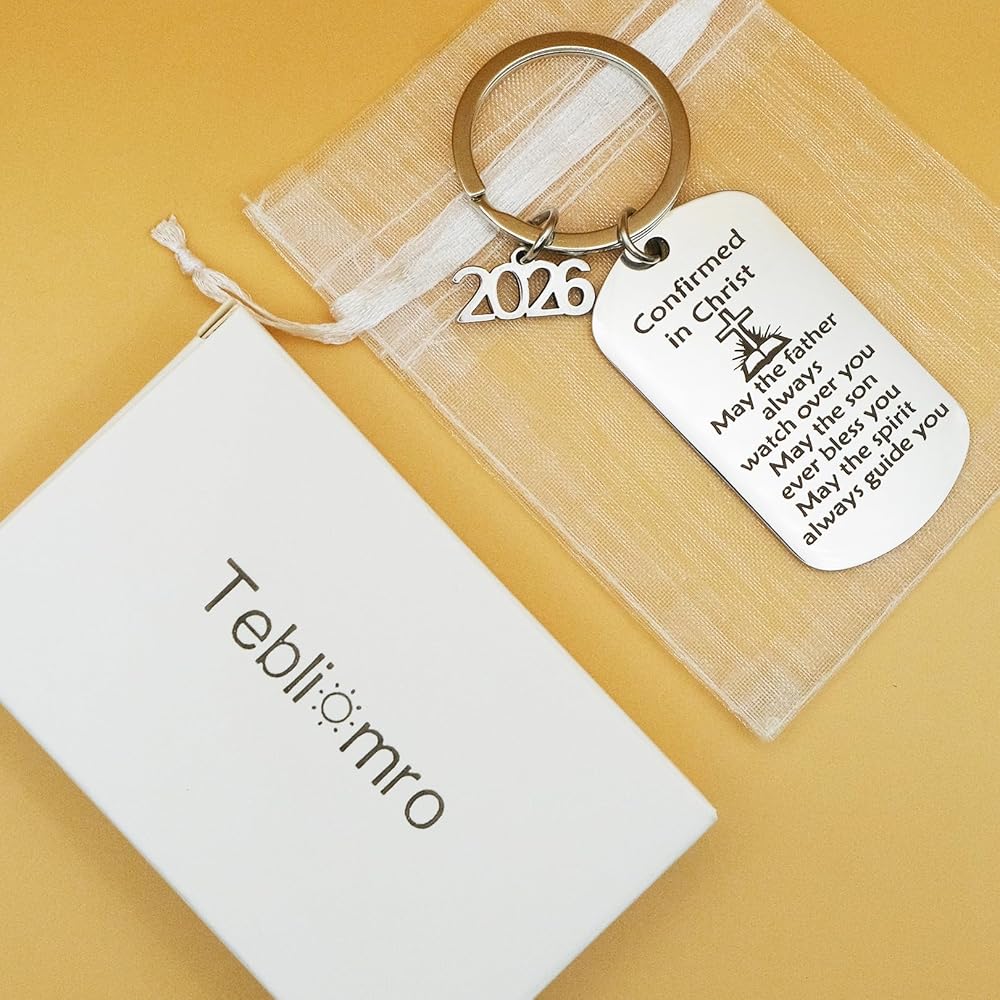 2026
Confirmed
in Christ
May the father
always
watch over you
May the son
ever bless you
May the spirit
always guide you
Tebliomro